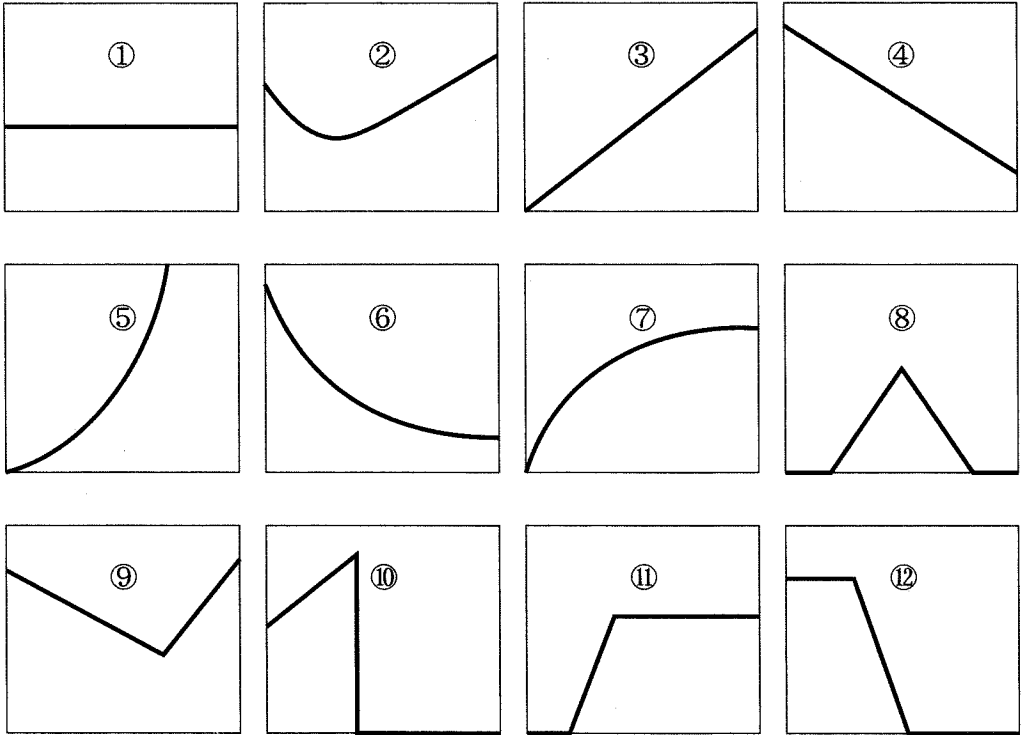 ① ② ③ ④
⑤ ⑥ ⑦ ⑧
⑨ ⑩ ⑪ ⑫